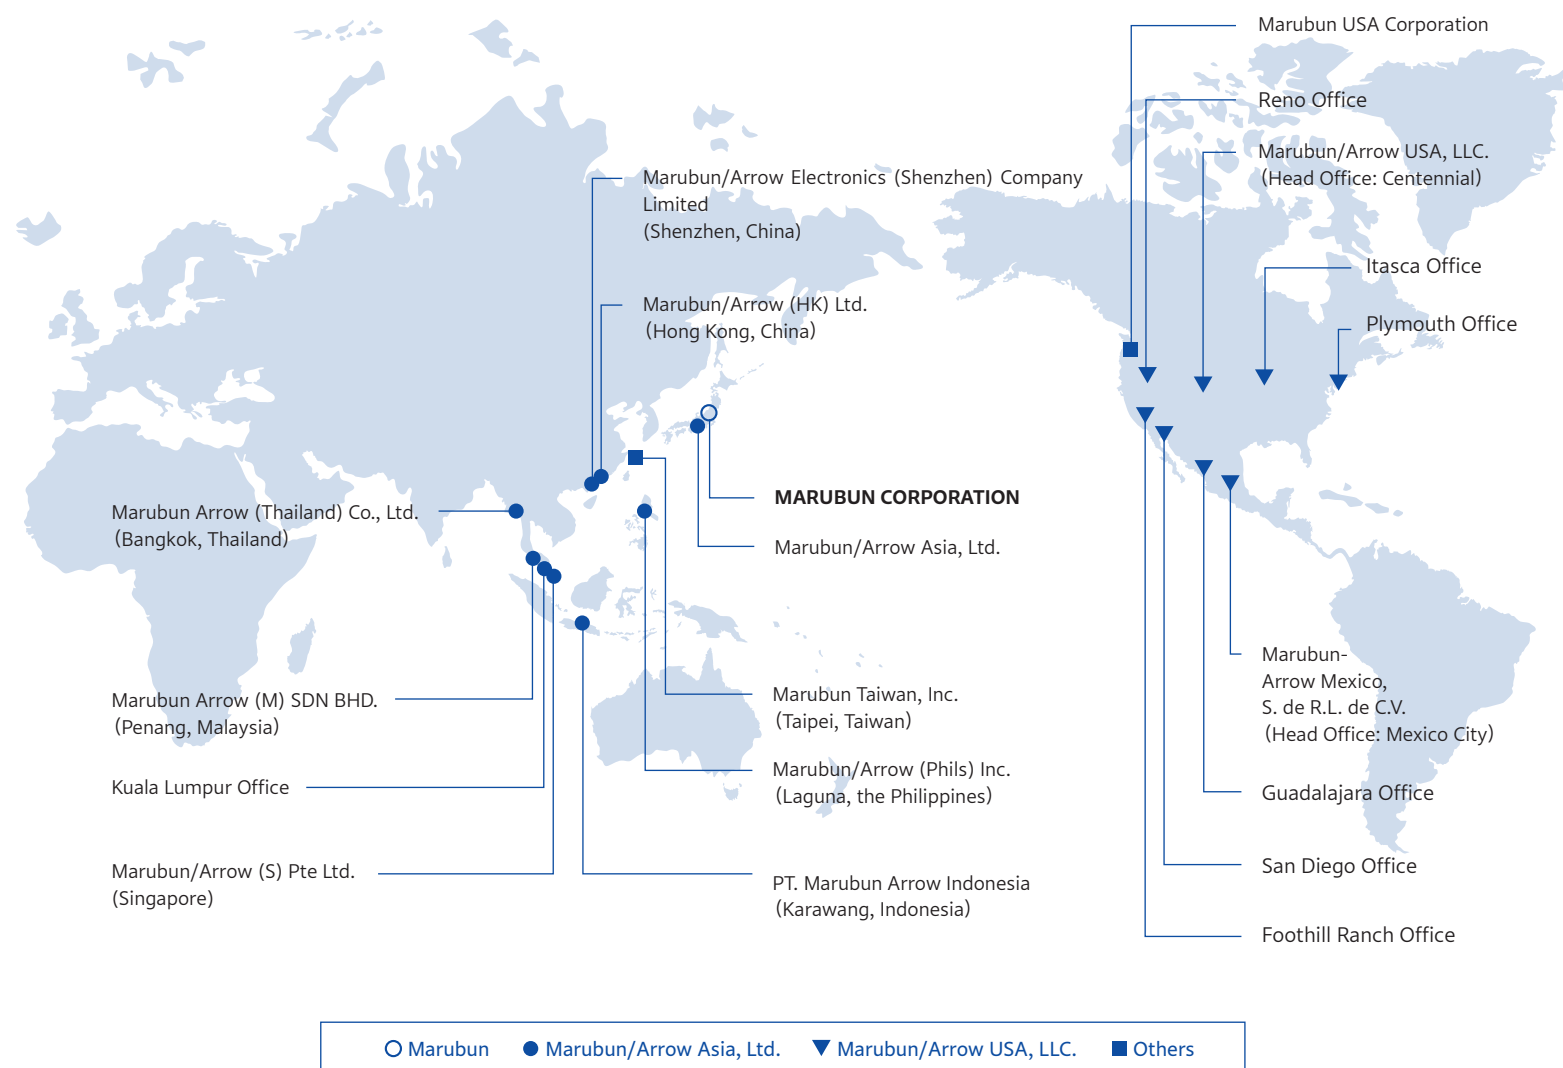 Marubun USA Corporation
Reno Office
Marubun/Arrow USA, LLC.
(Head Office: Centennial)
Itasca Office
Plymouth Office
Marubun/Arrow Electronics (Shenzhen) Company
Limited
(Shenzhen, China)
Marubun/Arrow (HK) Ltd.
(Hong Kong, China)
MARUBUN CORPORATION
Marubun/Arrow Asia, Ltd.
Marubun Arrow (Thailand) Co., Ltd.
(Bangkok, Thailand)
Marubun Arrow (M) SDN BHD.
(Penang, Malaysia)
Kuala Lumpur Office
Marubun/Arrow (S) Pte Ltd.
(Singapore)
Marubun Taiwan, Inc.
(Taipei, Taiwan)
Marubun/Arrow (Phils) Inc.
(Laguna, the Philippines)
PT. Marubun Arrow Indonesia
(Karawang, Indonesia)
Marubun-
Arrow Mexico,
S. de R.L. de C.V.
(Head Office: Mexico City)
Guadalajara Office
San Diego Office
Foothill Ranch Office
Marubun Marubun/Arrow Asia, Ltd. Marubun/Arrow USA, LLC. Others